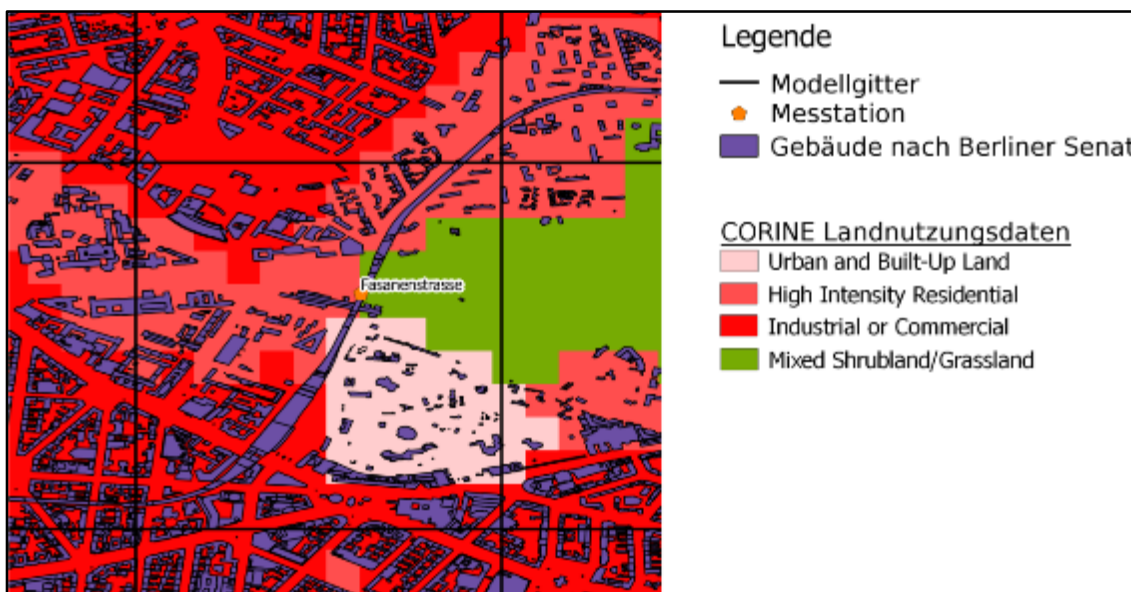 Legende
Modellgitter
Messtation
Gebäude nach Berliner Senat
CORINE Landnutzungsdaten
Urban and Built-Up Land
High Intensity Residential
Industrial or Commercial
Mixed Shrubland/Grassland
Fasanenstrasse